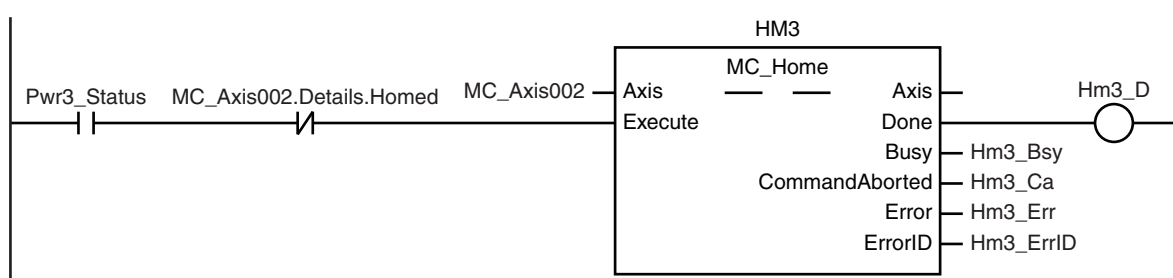 HM3
MC_Home
Pwr3_Status MC_Axis002.Details.Homed MC_Axis002 Axis Axis Hm3_D
Execute Done
Busy Hm3_Bsy
CommandAborted Hm3_Ca
Error Hm3_Err
ErrorID Hm3_ErrID